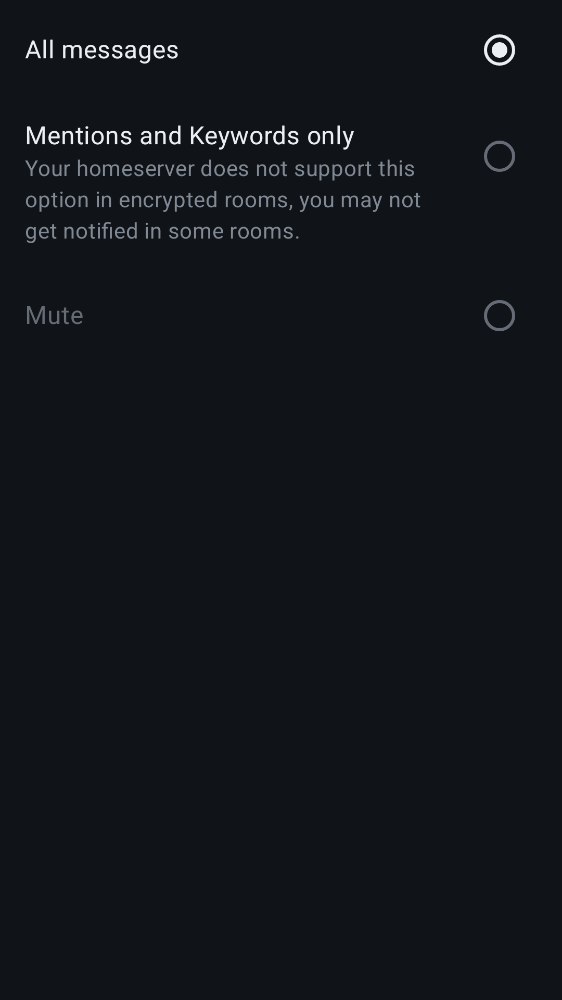 All messages
Mentions and Keywords only
Your homeserver does not support this
option in encrypted rooms, you may not
get notified in some rooms.
Mute